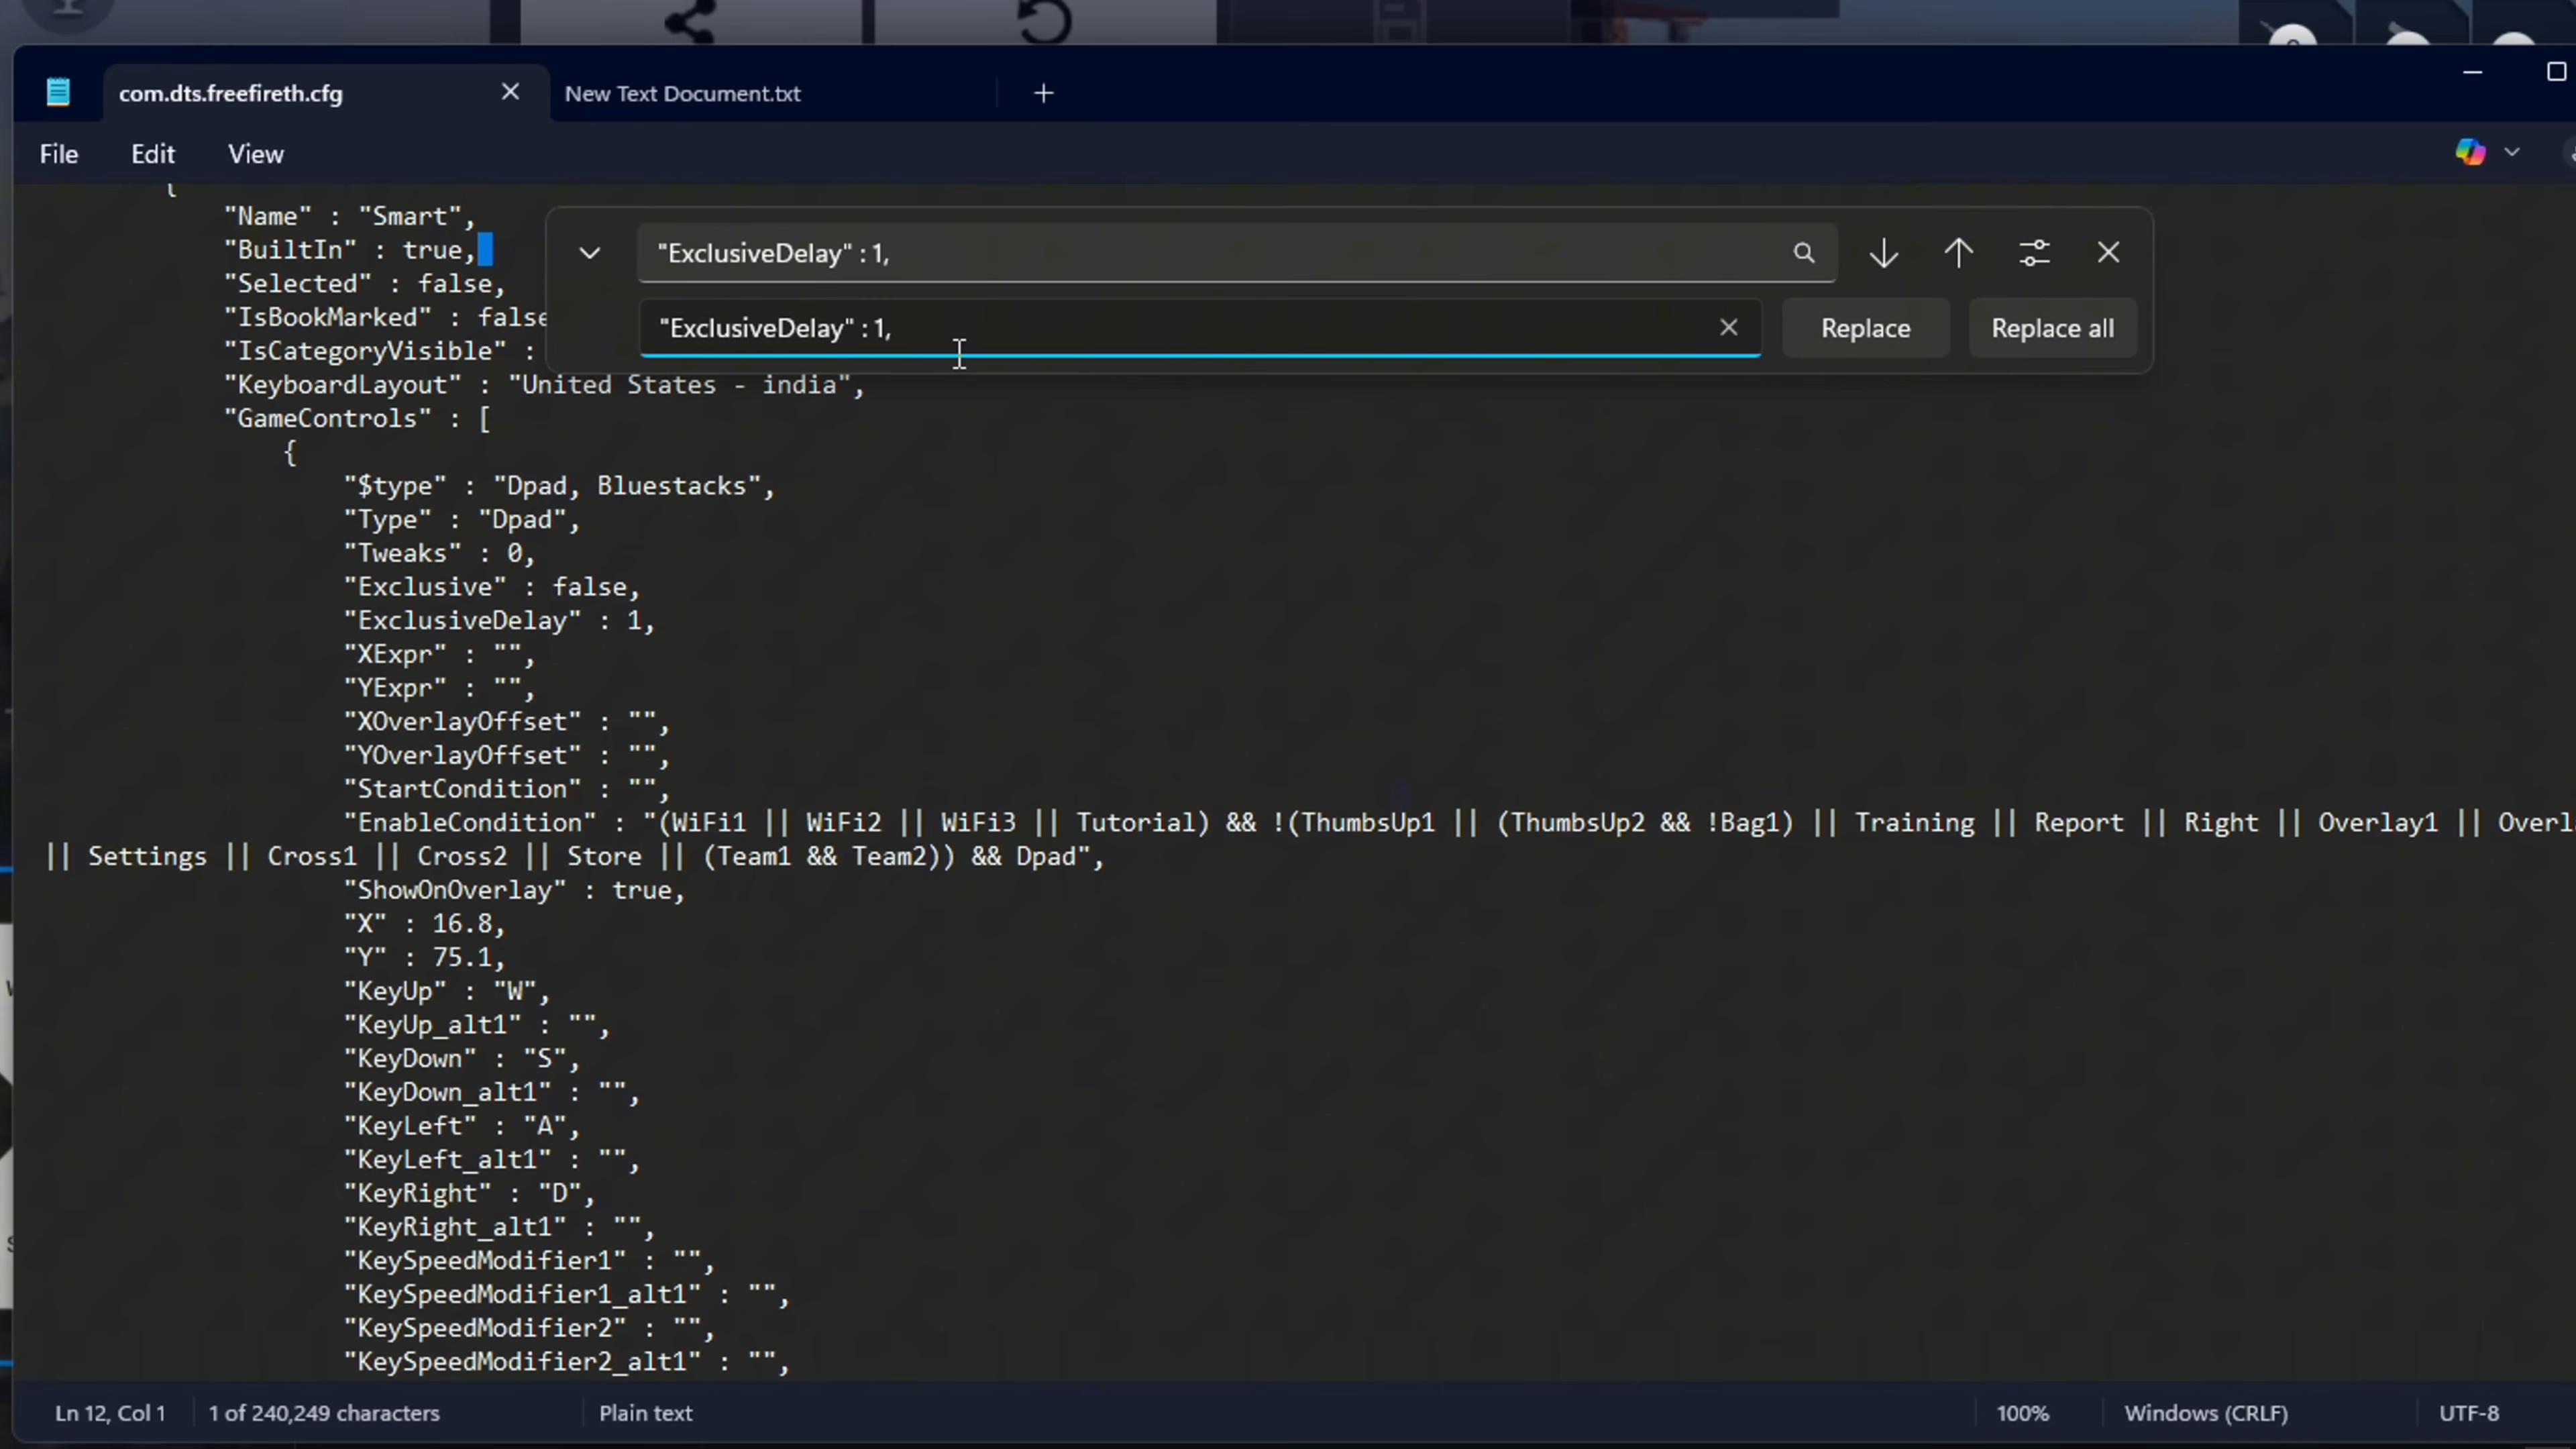 com.dts.freefireth.cfg
New Text Document.txt
File Edit View
{
"Name" : "Smart",
"BuiltIn" : true,
"Selected" : false,
"IsBookMarked" : false
"IsCategoryVisible" :
"ExclusiveDelay" : 1,
"ExclusiveDelay" : 1,
Replace
Replace all
"KeyboardLayout" : "United States - india",
"GameControls" : [
{
"$type" : "Dpad, Bluestacks",
"Type" : "Dpad",
"Tweaks" : 0,
"Exclusive" : false,
"ExclusiveDelay" : 1,
"XExpr" : "",
"YExpr" : "",
"XOverlayOffset" : "",
"YOverlayOffset" : "",
"StartCondition" : "",
"EnableCondition" : "(WiFi1 || WiFi2 || WiFi3 || Tutorial) && !(ThumbsUp1 || (ThumbsUp2 && !Bag1) || Training || Report || Right || Overlay1 ||
|| Settings || Cross1 || Cross2 || Store || (Team1 && Team2)) && Dpad",
"ShowOnOverlay" : true,
"X" : 16.8,
"Y" : 75.1,
"KeyUp" : "W",
"KeyUp_alt1" : "",
"KeyDown" : "S",
"KeyDown_alt1" : "",
"KeyLeft" : "A",
"KeyLeft_alt1" : "",
"KeyRight" : "D",
"KeyRight_alt1" : "",
"KeySpeedModifier1" : "",
"KeySpeedModifier1_alt1" : "",
"KeySpeedModifier2" : "",
"KeySpeedModifier2_alt1" : "",
Ln 12, Col 1
1 of 240,249 characters
Plain text
100%
Windows (CRLF)
UTF-8